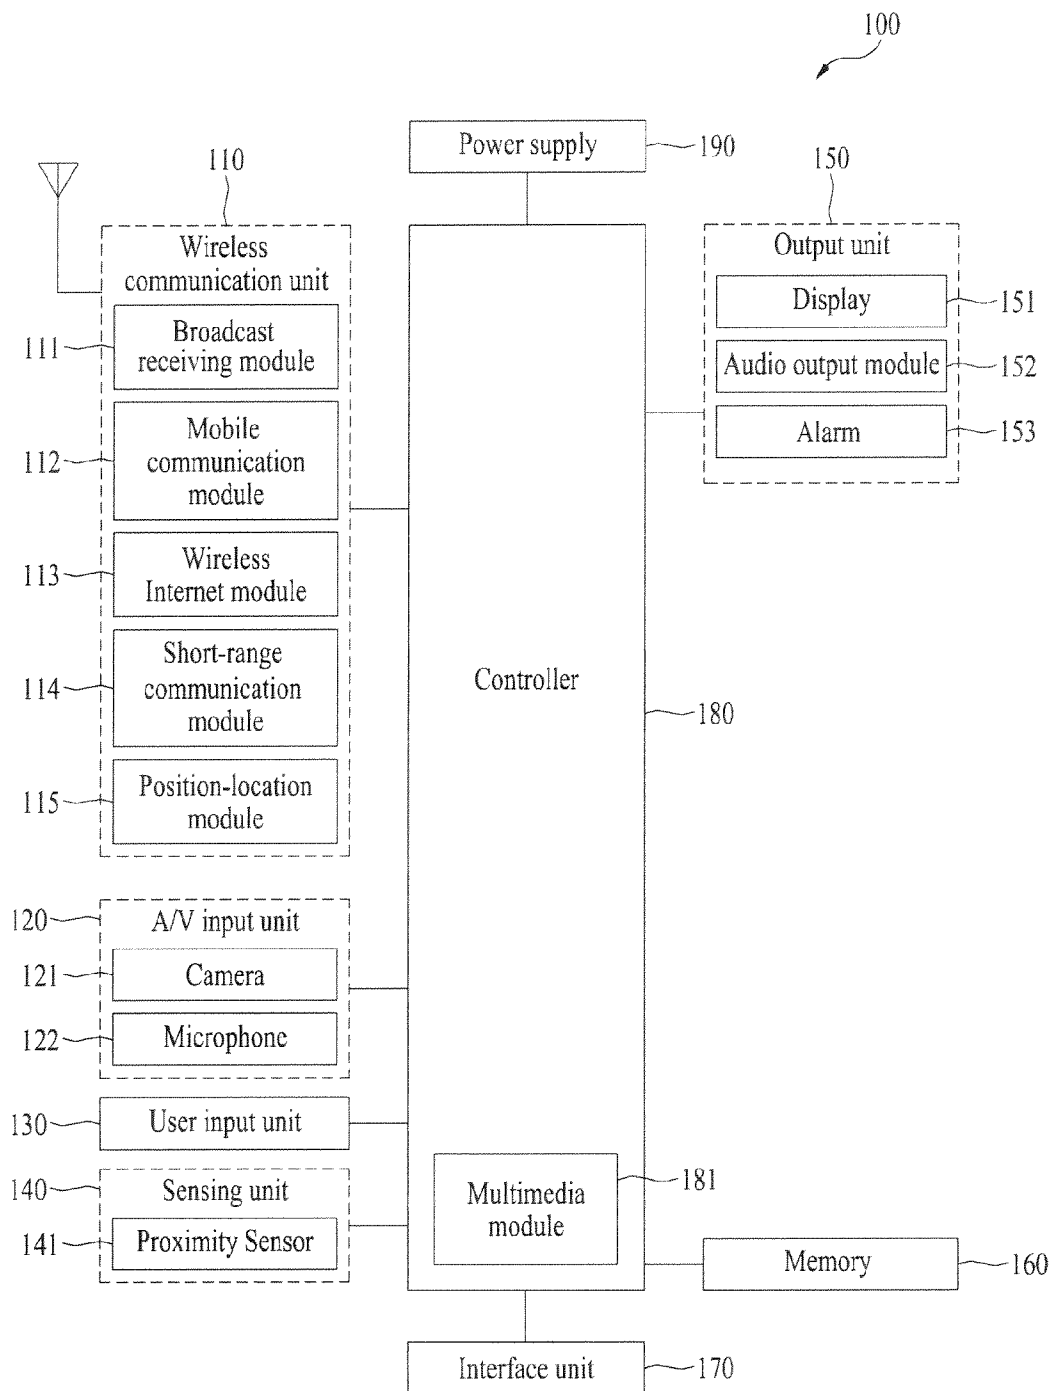 100
Power supply
190
110
150
Wireless
communication unit
Output unit
Broadcast
receiving module
111
Display
151
Audio output module
152
Mobile
communication
module
112
Alarm
153
Wireless
Internet module
113
Short-range
communication
module
114
Controller
180
Position-location
module
115
120
A/V input unit
121
Camera
122
Microphone
130
User input unit
140
Sensing unit
141
Proximity Sensor
Multimedia
module
181
Memory
160
Interface unit
170